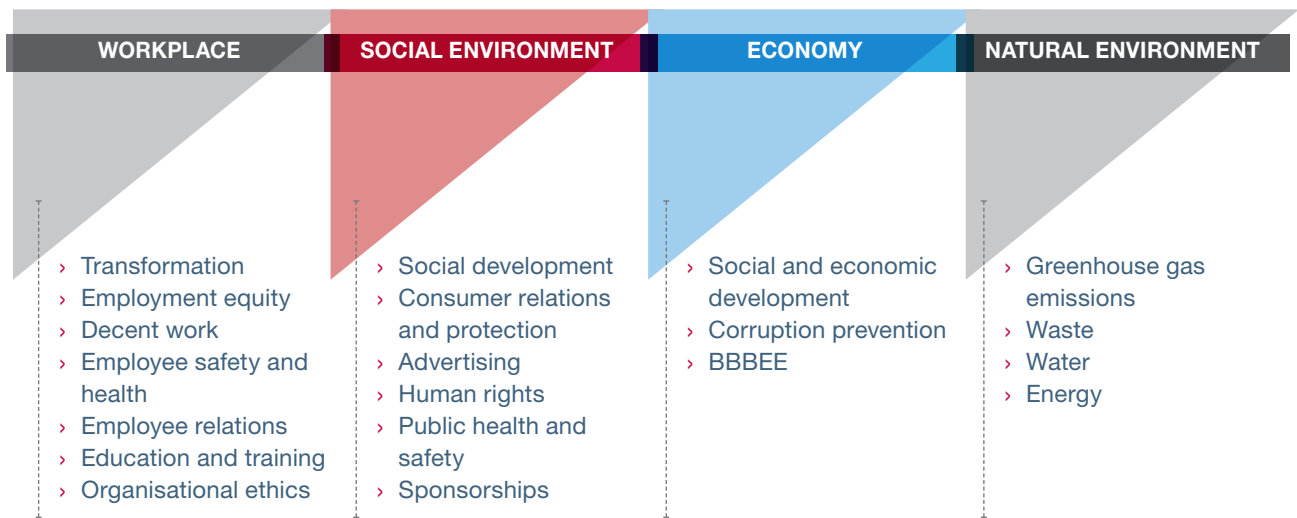 WORKPLACE
› Transformation
› Employment equity
› Decent work
› Employee safety and
health
› Employee relations
› Education and training
› Organisational ethics
SOCIAL ENVIRONMENT
› Social development
› Consumer relations
and protection
› Advertising
› Human rights
› Public health and
safety
› Sponsorships
ECONOMY
› Social and economic
development
› Corruption prevention
› BBBEE
NATURAL ENVIRONMENT
› Greenhouse gas
emissions
› Waste
› Water
› Energy